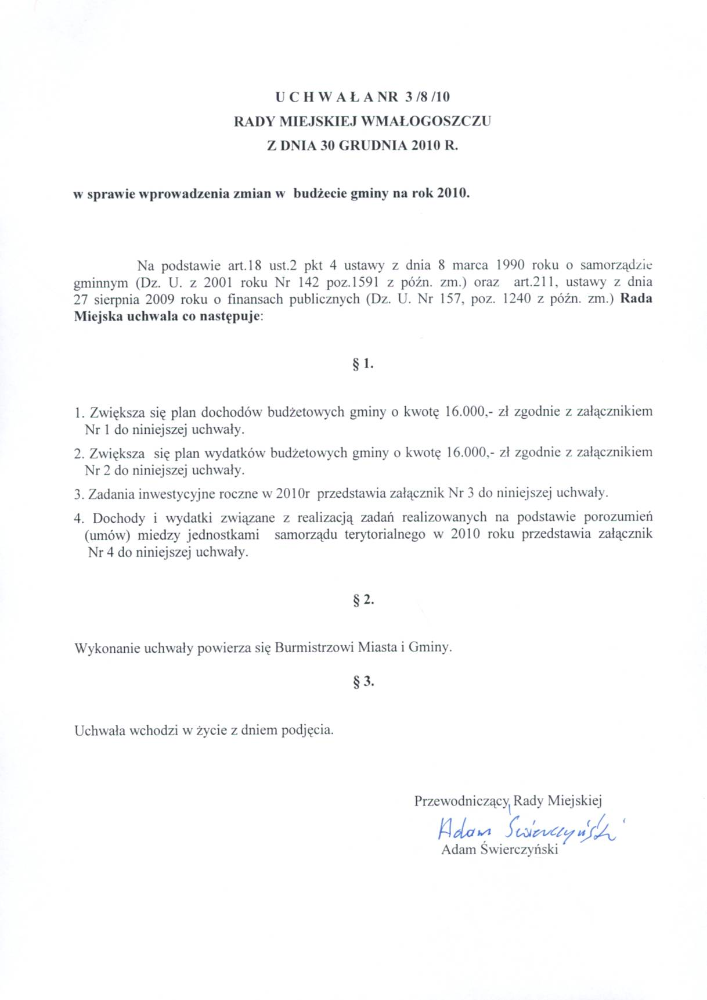 U C H W A Ł A NR 3 /8 /10
RADY MIEJSKIEJ WMAŁOGOSZCZU
Z DNIA 30 GRUDNIA 2010 R.
w sprawie wprowadzenia zmian w budżecie gminy na rok 2010.
Na podstawie art.18 ust.2 pkt 4 ustawy z dnia 8 marca 1990 roku o samorządzie
gminnym (Dz. U. z 2001 roku Nr 142 poz.1591 z późn. zm.) oraz art.211, ustawy z dnia
27 sierpnia 2009 roku o finansach publicznych (Dz. U. Nr 157, poz. 1240 z późn. zm.) Rada
Miejska uchwala co następuje:
§ 1.
1. Zwiększa się plan dochodów budżetowych gminy o kwotę 16.000,- zł zgodnie z załącznikiem
Nr 1 do niniejszej uchwały.
2. Zwiększa się plan wydatków budżetowych gminy o kwotę 16.000,- zł zgodnie z załącznikiem
Nr 2 do niniejszej uchwały.
3. Zadania inwestycyjne roczne w 2010r przedstawia załącznik Nr 3 do niniejszej uchwały.
4. Dochody i wydatki związane z realizacją zadań realizowanych na podstawie porozumień
(umów) miedzy jednostkami samorządu terytorialnego w 2010 roku przedstawia załącznik
Nr 4 do niniejszej uchwały.
§ 2.
Wykonanie uchwały powierza się Burmistrzowi Miasta i Gminy.
§ 3.
Uchwała wchodzi w życie z dniem podjęcia.
Przewodniczący Rady Miejskiej
Adam Świerczyński
Adam Świerczyński